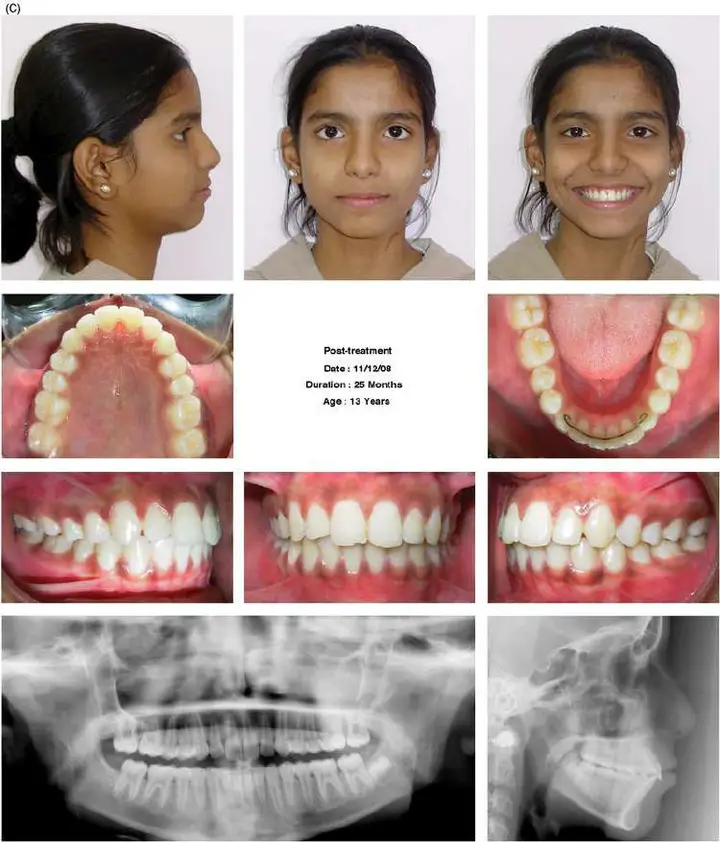 (C)
Post-treatment
Date : 11/12/08
Duration : 25 Months
Age : 13 Years